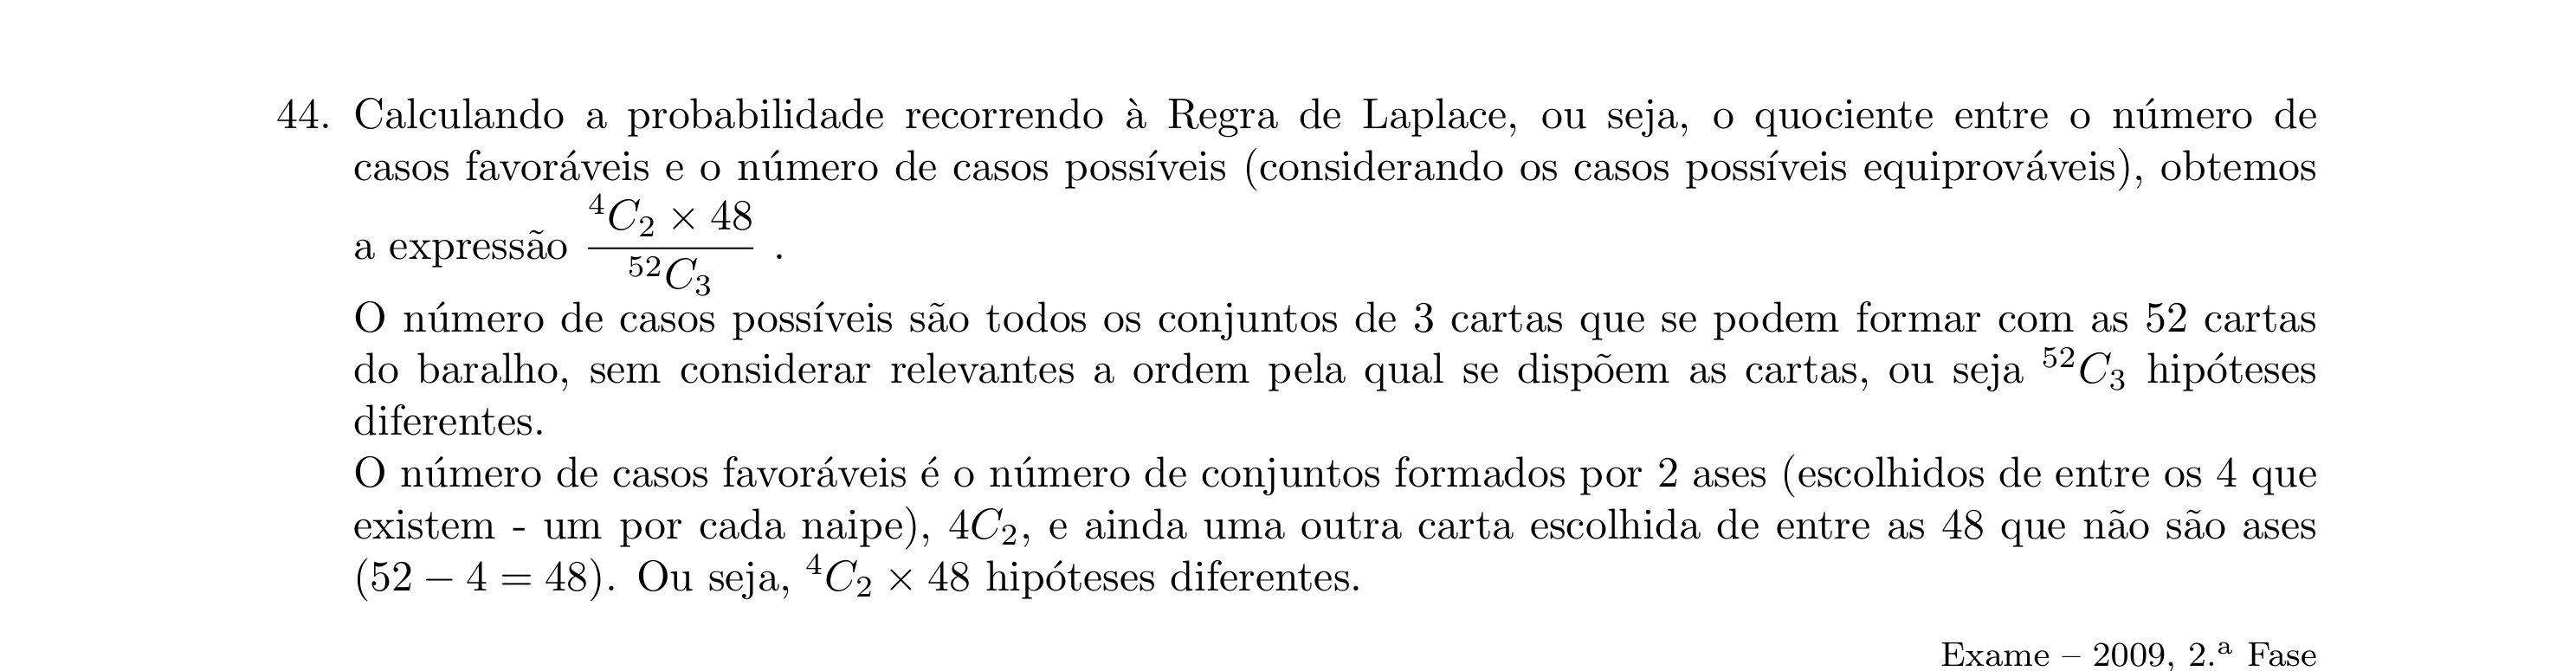 44. Calculando a probabilidade recorrendo à Regra de Laplace, ou seja, o quociente entre o número de
casos favoráveis e o número de casos possíveis (considerando os casos possíveis equiprováveis), obtemos
a expressão $\dfrac{{}^{4}C_2 \times 48}{{}^{52}C_3}$ .
O número de casos possíveis são todos os conjuntos de 3 cartas que se podem formar com as 52 cartas
do baralho, sem considerar relevantes a ordem pela qual se dispõem as cartas, ou seja ${}^{52}C_3$ hipóteses
diferentes.
O número de casos favoráveis é o número de conjuntos formados por 2 ases (escolhidos de entre os 4 que
existem - um por cada naipe), $4C_2$, e ainda uma outra carta escolhida de entre as 48 que não são ases
$(52 - 4 = 48)$. Ou seja, ${}^{4}C_2 \times 48$ hipóteses diferentes.
Exame – 2009, 2.ª Fase